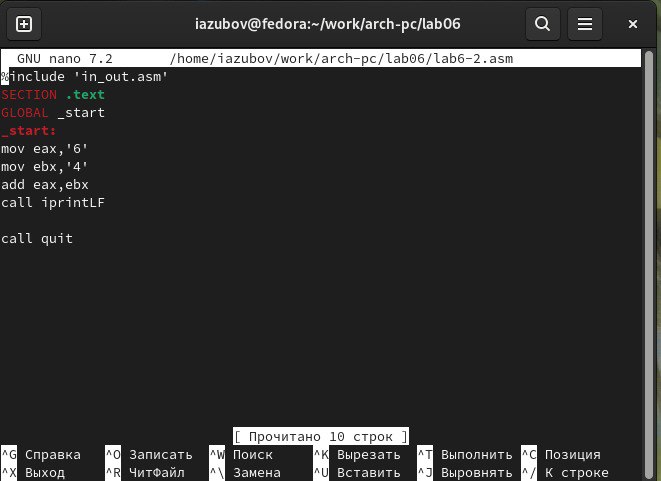 iazubov@fedora:~/work/arch-pc/lab06
GNU nano 7.2 /home/iazubov/work/arch-pc/lab06/lab6-2.asm
%include 'in_out.asm'
SECTION .text
GLOBAL _start
_start:
mov eax,'6'
mov ebx,'4'
add eax,ebx
call iprintLF
call quit
[ Прочитано 10 строк ]
^G Справка ^O Записать ^W Поиск ^K Вырезать ^T Выполнить ^C Позиция
^X Выход ^R ЧитФайл ^\ Замена ^U Вставить ^J Выровнять ^/ К строке